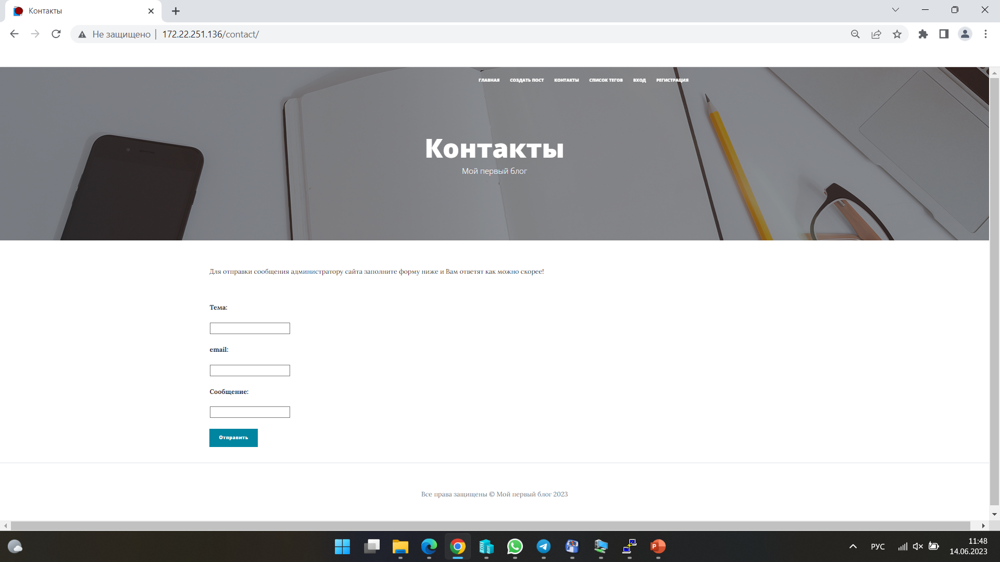 Контакты
Не защищено
172.22.251.136/contact/
ГЛАВНАЯ СОЗДАТЬ ПОСТ КОНТАКТЫ СПИСОК ТЕГОВ ВХОД РЕГИСТРАЦИЯ
Контакты
Мой первый блог
Для отправки сообщения администратору сайта заполните форму ниже и Вам ответят как можно скорее!
Тема:
email:
Сообщение:
Отправить
Все права защищены © Мой первый блог 2023
P
РУС
11:48
14.06.2023